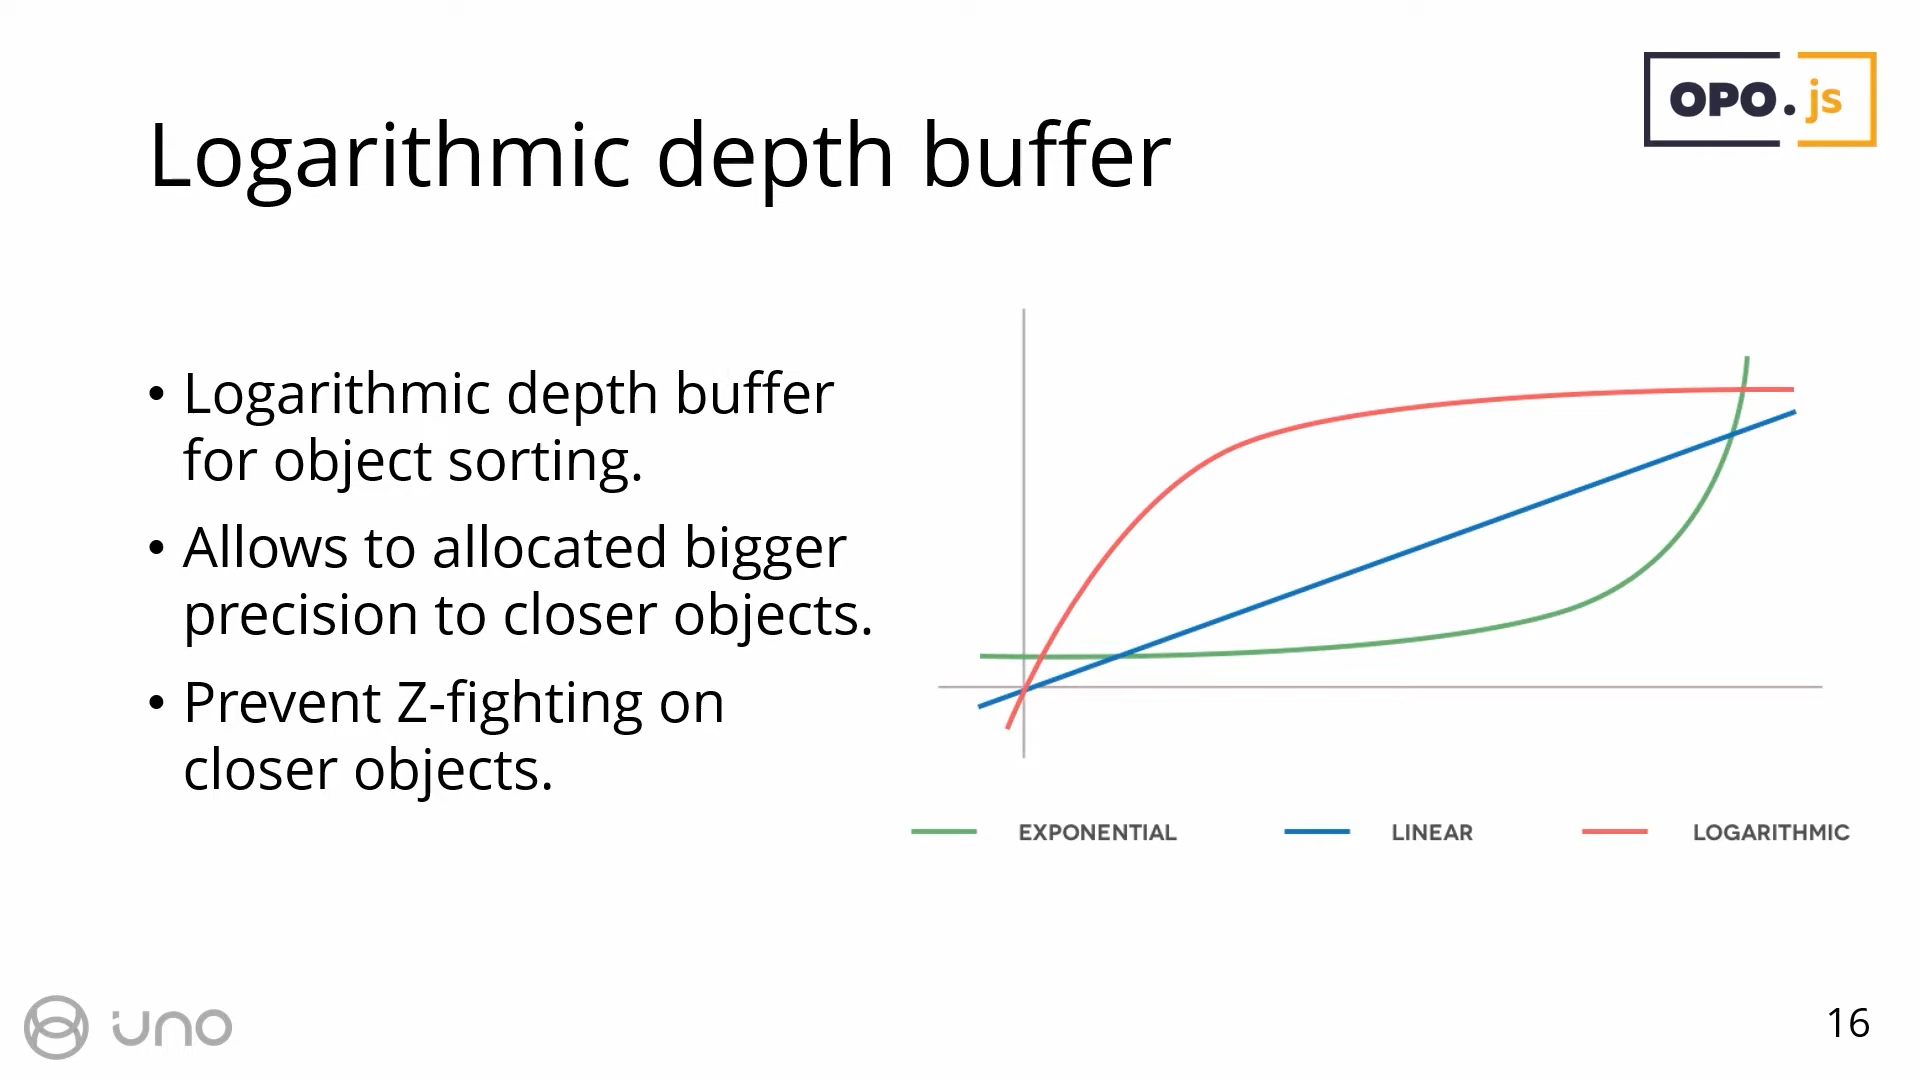 OPO.js
Logarithmic depth buffer
• Logarithmic depth buffer
for object sorting.
• Allows to allocated bigger
precision to closer objects.
• Prevent Z-fighting on
closer objects.
EXPONENTIAL LINEAR LOGARITHMIC
uno
16